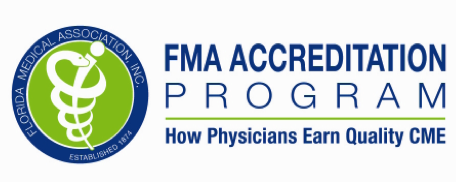 FLORIDA MEDICAL ASSOCIATION, INC.
ESTABLISHED 1874
FMA ACCREDITATION
PROGRAM
How Physicians Earn Quality CME